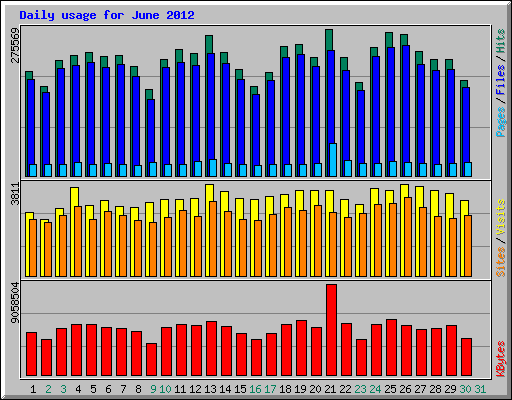 Daily usage for June 2012
275569
Pages / Files / Hits
3811
Sites / Visits
9058504
KBytes
1 2 3 4 5 6 7 8 9 10 11 12 13 14 15 16 17 18 19 20 21 22 23 24 25 26 27 28 29 30 31